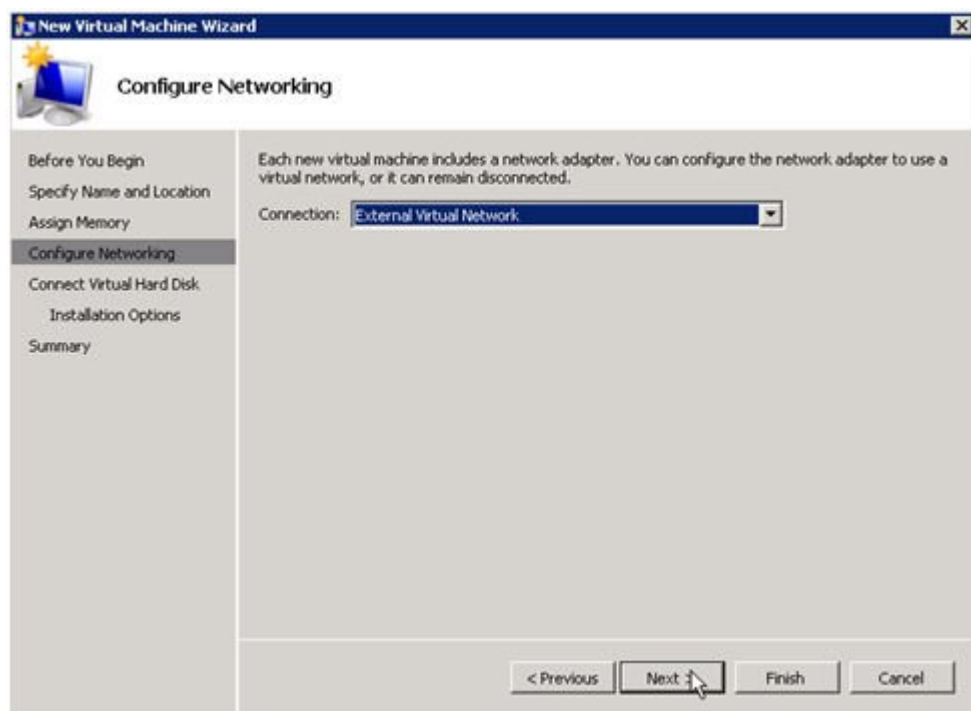 New Virtual Machine Wizard
Configure Networking
Before You Begin
Specify Name and Location
Assign Memory
Configure Networking
Connect Virtual Hard Disk
Installation Options
Summary
Each new virtual machine includes a network adapter. You can configure the network adapter to use a
virtual network, or it can remain disconnected.
Connection: External Virtual Network
< Previous Next > Finish Cancel